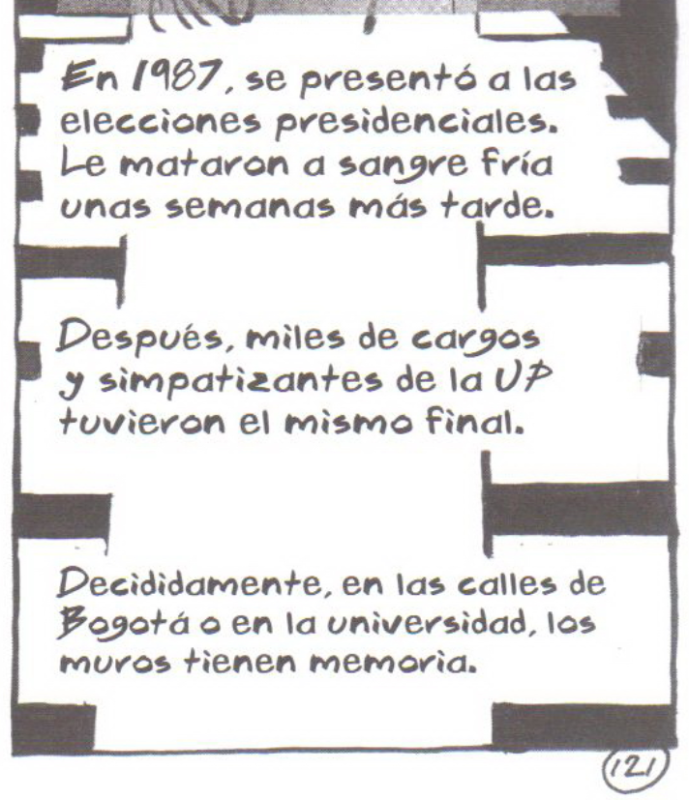 En 1987, se presentó a las
elecciones presidenciales.
Le mataron a sangre fría
unas semanas más tarde.
Después, miles de cargos
y simpatizantes de la UP
tuvieron el mismo final.
Decididamente, en las calles de
Bogotá o en la universidad, los
muros tienen memoria.
121